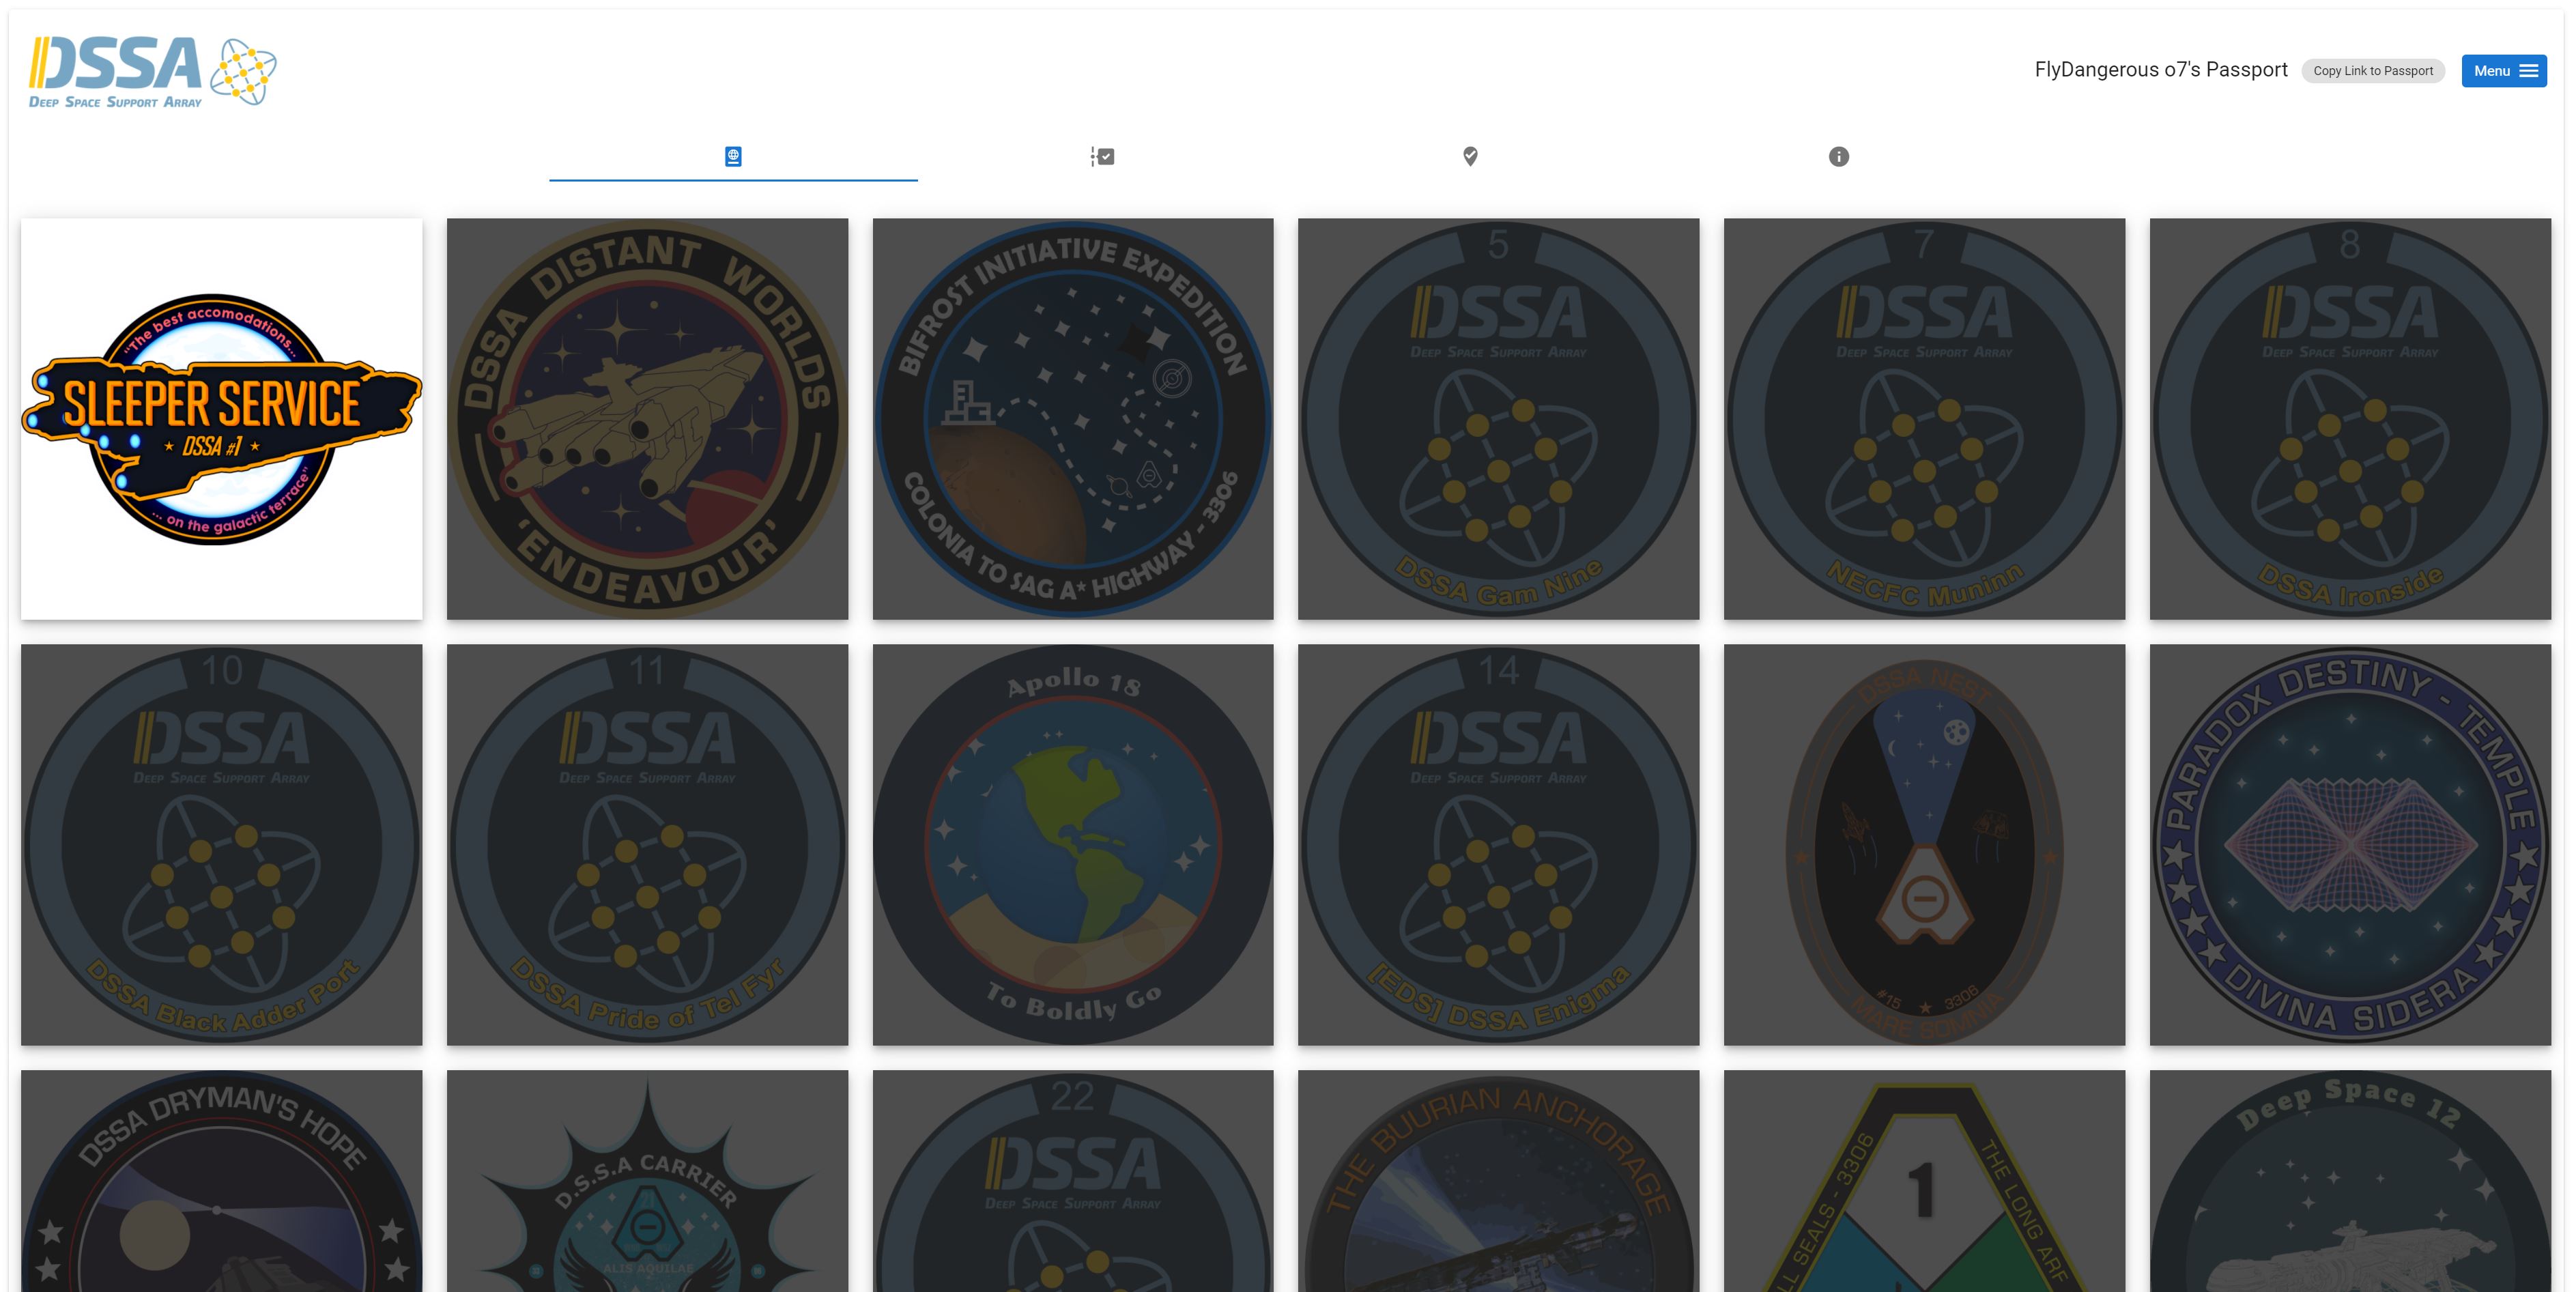 DSSA
DEEP SPACE SUPPORT ARRAY
FlyDangerous o7's Passport
Copy Link to Passport
Menu
"The best accomodations...
SLEEPER SERVICE
★ DSSA #1 ★
... on the galactic terrace"
DSSA DISTANT WORLDS
'ENDEAVOUR'
BIFROST INITIATIVE EXPEDITION
COLONIA TO SAG A* HIGHWAY - 3306
5
DSSA
DEEP SPACE SUPPORT ARRAY
DSSA Gam Nine
7
DSSA
DEEP SPACE SUPPORT ARRAY
NECFC Muninn
8
DSSA
DEEP SPACE SUPPORT ARRAY
DSSA Ironside
10
DSSA
DEEP SPACE SUPPORT ARRAY
DSSA Black Adder Port
11
DSSA
DEEP SPACE SUPPORT ARRAY
DSSA Pride of Tel Fyr
Apollo 18
To Boldly Go
14
DSSA
DEEP SPACE SUPPORT ARRAY
[EDS] DSSA Enigma
DSSA NEST
#15 ★ 3306
MARE SOMNIA
PARADOX DESTINY - TEMPLE
DIVINA SIDERA
DSSA DRYMAN'S HOPE
D.S.S.A CARRIER
21
ALIS AQUILAE
22
DSSA
DEEP SPACE SUPPORT ARRAY
THE BUURIAN ANCHORAGE
SEALS - 3306
1
THE LONG
Deep Space 12